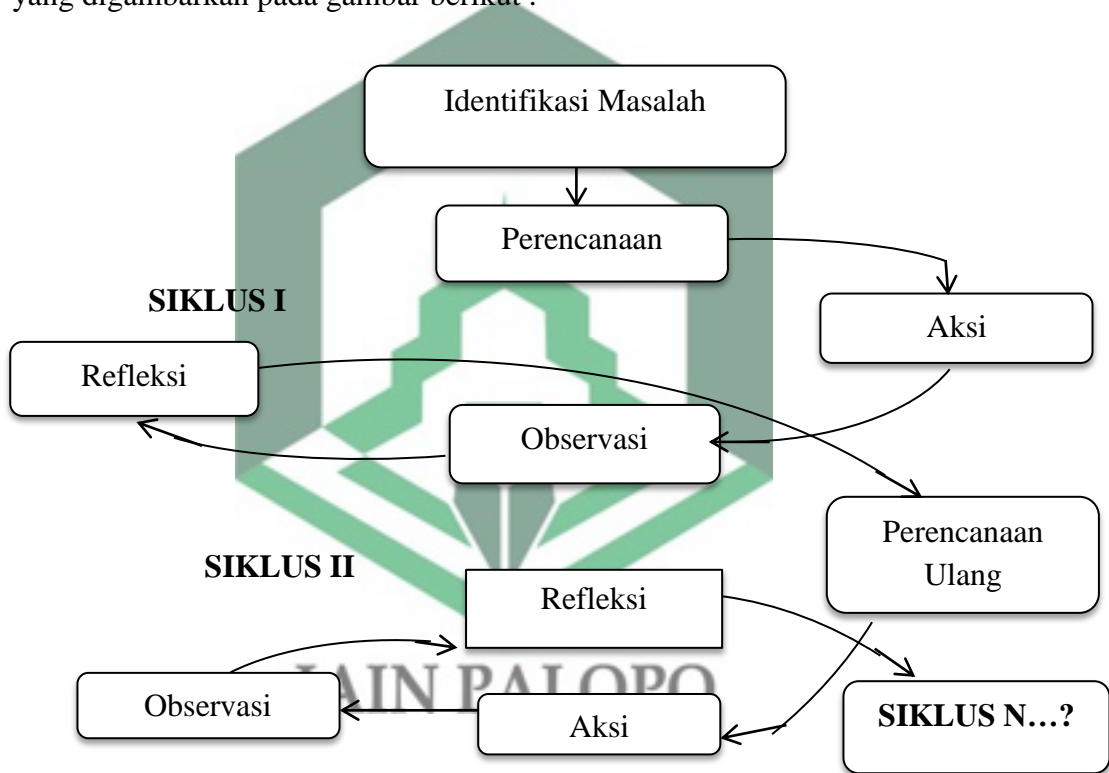 yang digambarkan pada gambar berikut :
Identifikasi Masalah
Perencanaan
SIKLUS I
Aksi
Refleksi
Observasi
Perencanaan
Ulang
SIKLUS II
Refleksi
Observasi
Aksi
SIKLUS N...?
IAIN PALOPO